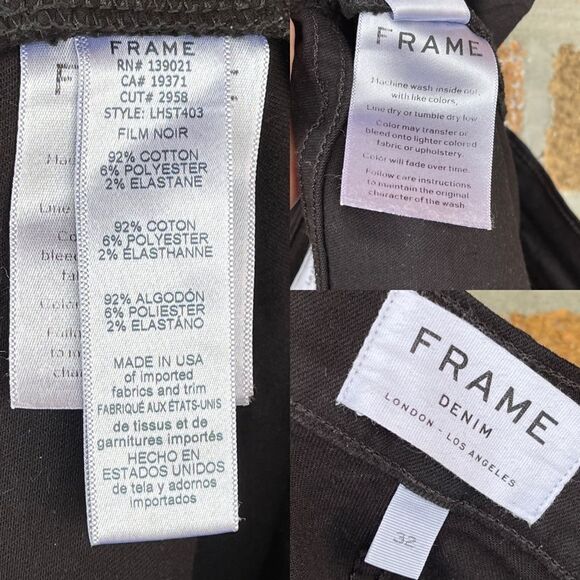 FRAME
RN# 139021
CA# 19371
CUT# 2958
STYLE: LHST403
FILM NOIR
92% COTTON
6% POLYESTER
2% ELASTANE
92% COTON
6% POLYESTER
2% ÉLASTHANNE
92% ALGODÓN
6% POLIESTER
2% ELASTANO
MADE IN USA
of imported
fabrics and trim
FABRIQUÉ AUX ÉTATS-UNIS
de tissus et de
garnitures importés
HECHO EN
ESTADOS UNIDOS
de tela y adornos
importados
FRAME
Machine wash inside out,
with like colors,
Line dry or tumble dry low.
Color may transfer or
bleed onto lighter colored
fabric or upholstery.
Color will fade over time.
Follow care instructions
to maintain the original
character of the wash.
FRAME
DENIM
LONDON - LOS ANGELES
32